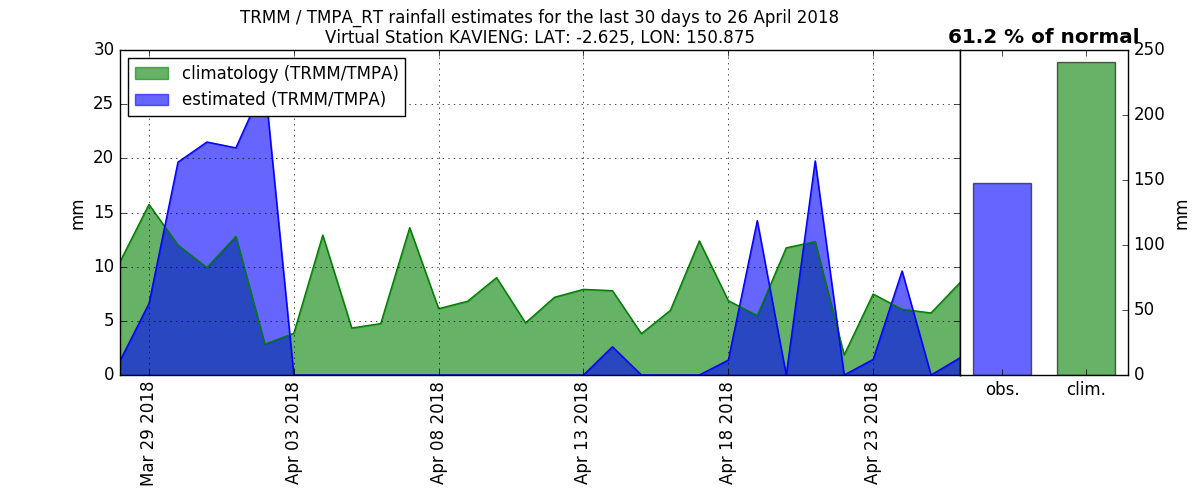 TRMM / TMPA_RT rainfall estimates for the last 30 days to 26 April 2018
Virtual Station KAVIENG: LAT: -2.625, LON: 150.875
61.2 % of normal
climatology (TRMM/TMPA)
estimated (TRMM/TMPA)
30
25
20
15
10
5
0
mm
Mar 29 2018
Apr 03 2018
Apr 08 2018
Apr 13 2018
Apr 18 2018
Apr 23 2018
250
200
150
100
50
0
mm
obs.
clim.